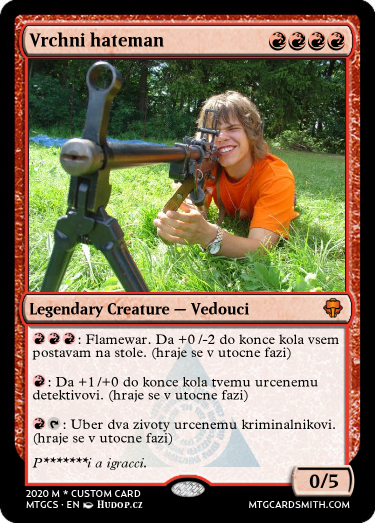 Vrchni hateman
Legendary Creature — Vedouci
: Flamewar. Da +0/-2 do konce kola vsem
postavam na stole. (hraje se v utocne fazi)
: Da +1/+0 do konce kola tvemu urcenemu
detektivovi. (hraje se v utocne fazi)
: Uber dva zivoty urcenemu kriminalnikovi.
(hraje se v utocne fazi)
P*******i a igracci.
0/5
2020 M * CUSTOM CARD
MTGCS · EN HUDOP.CZ
MTGCARDSMITH.COM